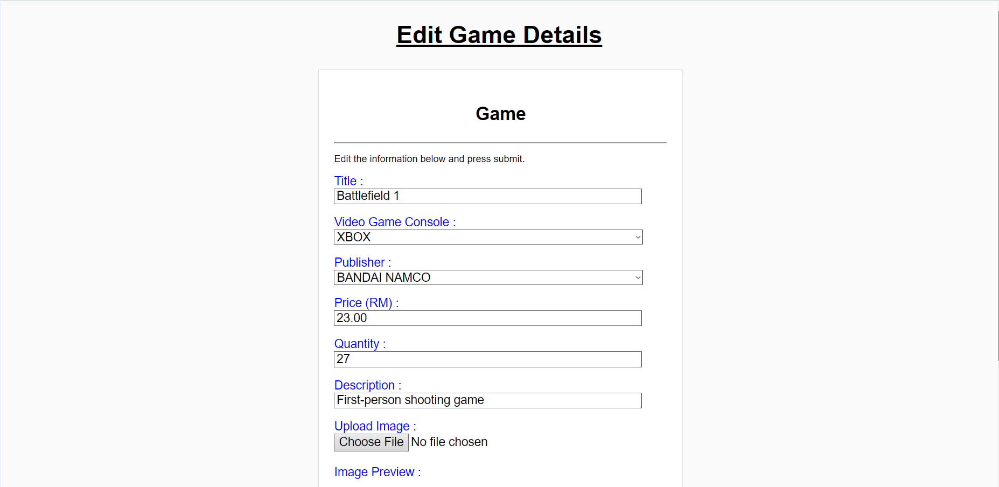 Edit Game Details
Game
Edit the information below and press submit.
Title :
Battlefield 1
Video Game Console :
XBOX
Publisher :
BANDAI NAMCO
Price (RM) :
23.00
Quantity :
27
Description :
First-person shooting game
Upload Image :
Choose File No file chosen
Image Preview :